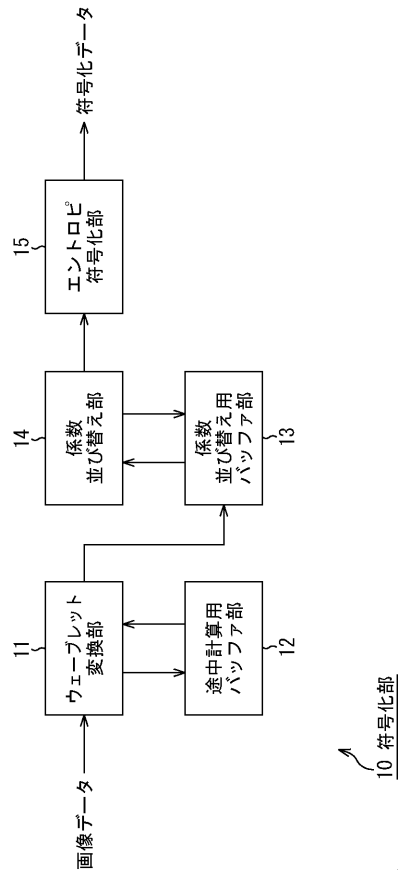 画像データ
11
ウェーブレット
変換部
途中計算用
バッファ部
12
14
係数
並び替え部
係数
並び替え用
バッファ部
13
15
エントロピ
符号化部
符号化データ
10 符号化部